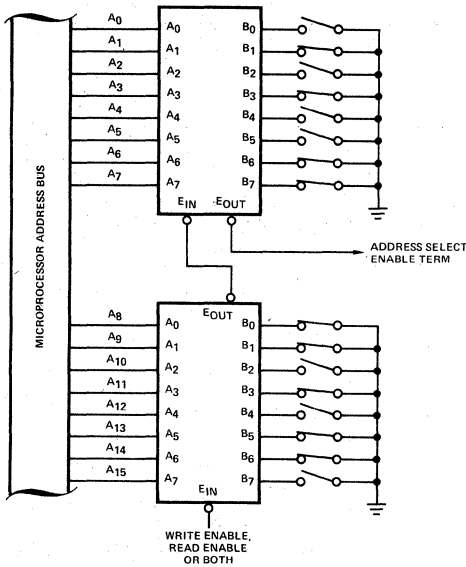 MICROPROCESSOR ADDRESS BUS
A0 A0 B0
A1 A1 B1
A2 A2 B2
A3 A3 B3
A4 A4 B4
A5 A5 B5
A6 A6 B6
A7 A7 B7
EIN EOUT
ADDRESS SELECT
ENABLE TERM
EOUT
A8 A0 B0
A9 A1 B1
A10 A2 B2
A11 A3 B3
A12 A4 B4
A13 A5 B5
A14 A6 B6
A15 A7 B7
EIN
WRITE ENABLE,
READ ENABLE
OR BOTH